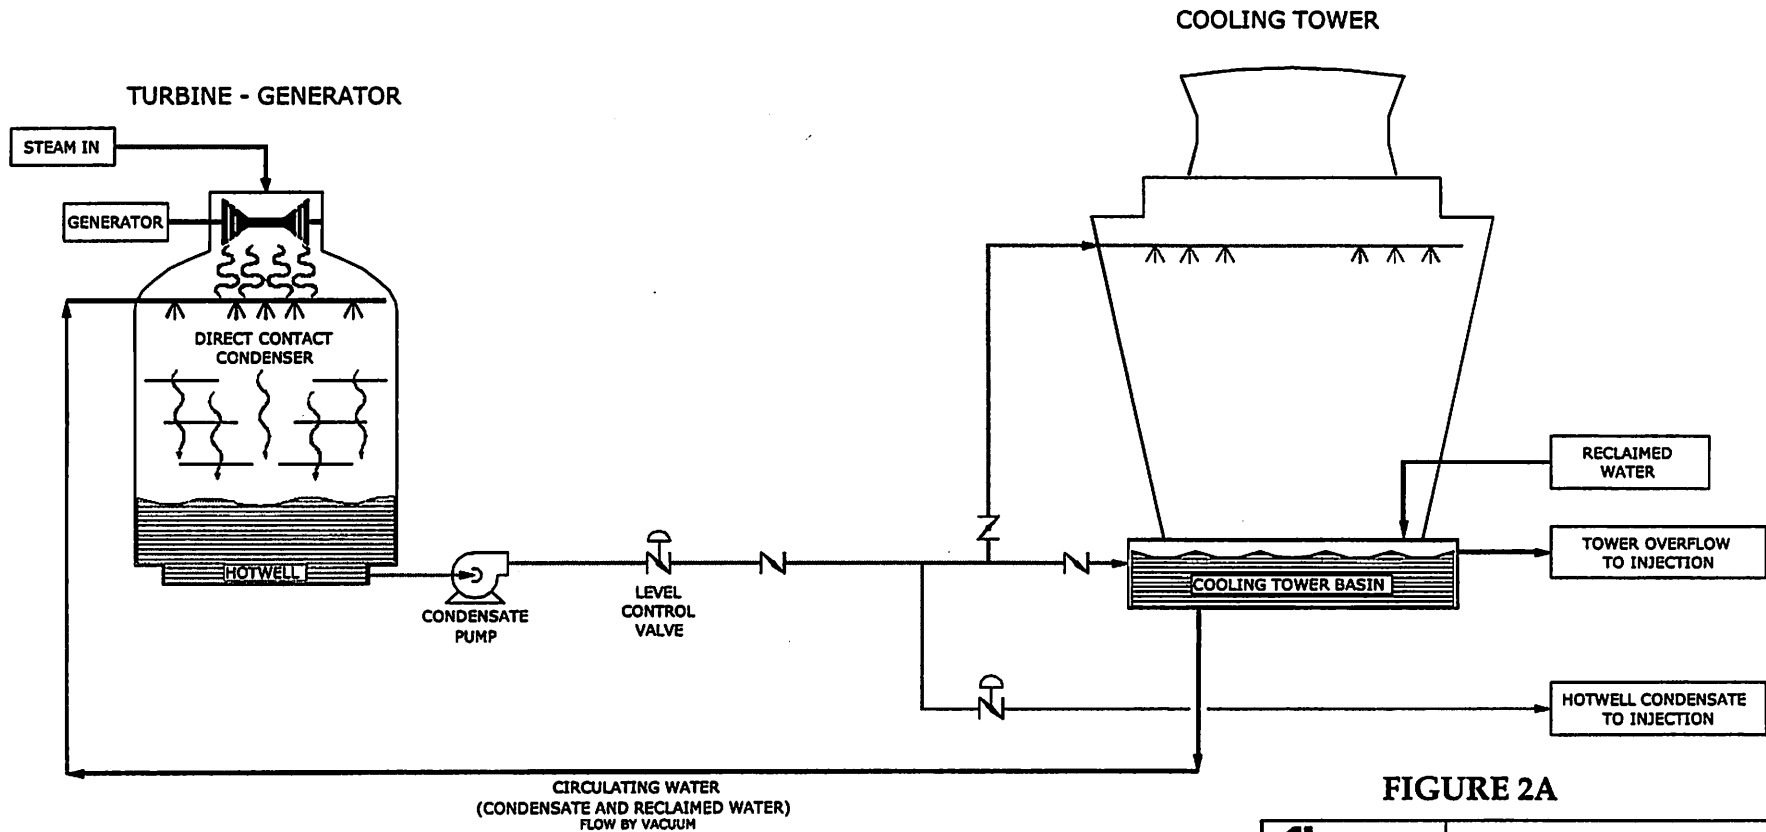 COOLING TOWER
TURBINE - GENERATOR
STEAM IN
GENERATOR
DIRECT CONTACT
CONDENSER
RECLAIMED
WATER
TOWER OVERFLOW
TO INJECTION
HOTWELL
COOLING TOWER BASIN
LEVEL
CONTROL
VALVE
CONDENSATE
PUMP
HOTWELL CONDENSATE
TO INJECTION
CIRCULATING WATER
(CONDENSATE AND RECLAIMED WATER)
FLOW BY VACUUM
FIGURE 2A